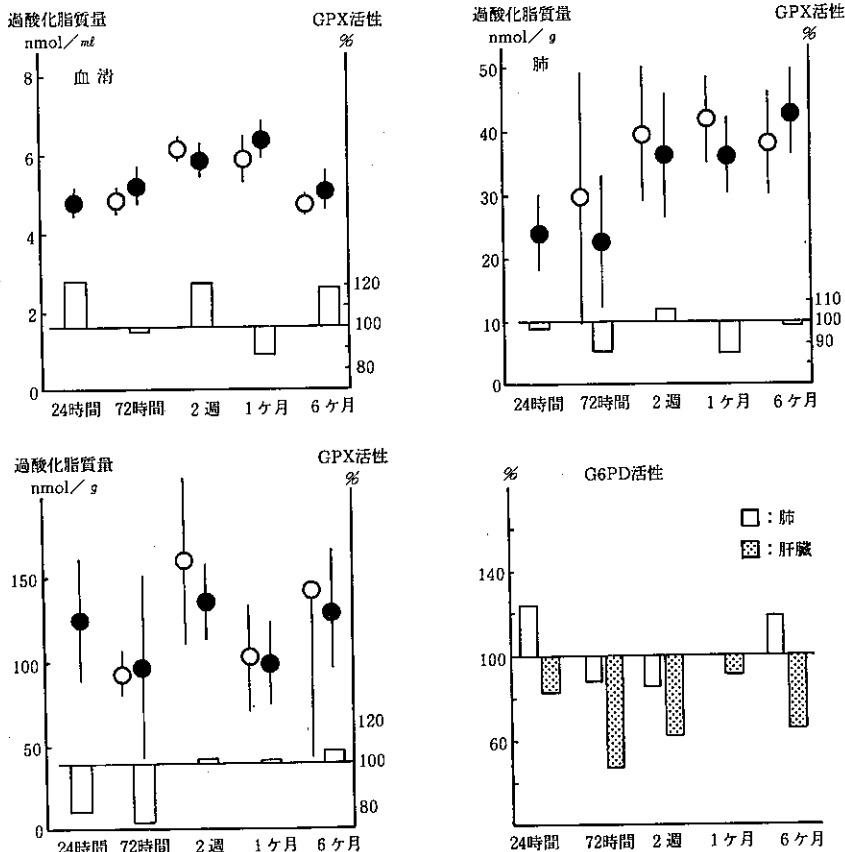 過酸化脂質量
nmol/ml
GPX活性
%
血清
8
6
4
2
0
120
100
80
24時間 72時間 2週 1ケ月 6ケ月
過酸化脂質量
nmol/g
GPX活性
%
肺
50
40
30
20
10
0
110
100
90
24時間 72時間 2週 1ケ月 6ケ月
過酸化脂質量
nmol/g
GPX活性
%
150
100
50
0
120
100
80
24時間 72時間 2週 1ケ月 6ケ月
% G6PD活性
□:肺
:肝臓
140
100
60
24時間 72時間 2週 1ケ月 6ケ月